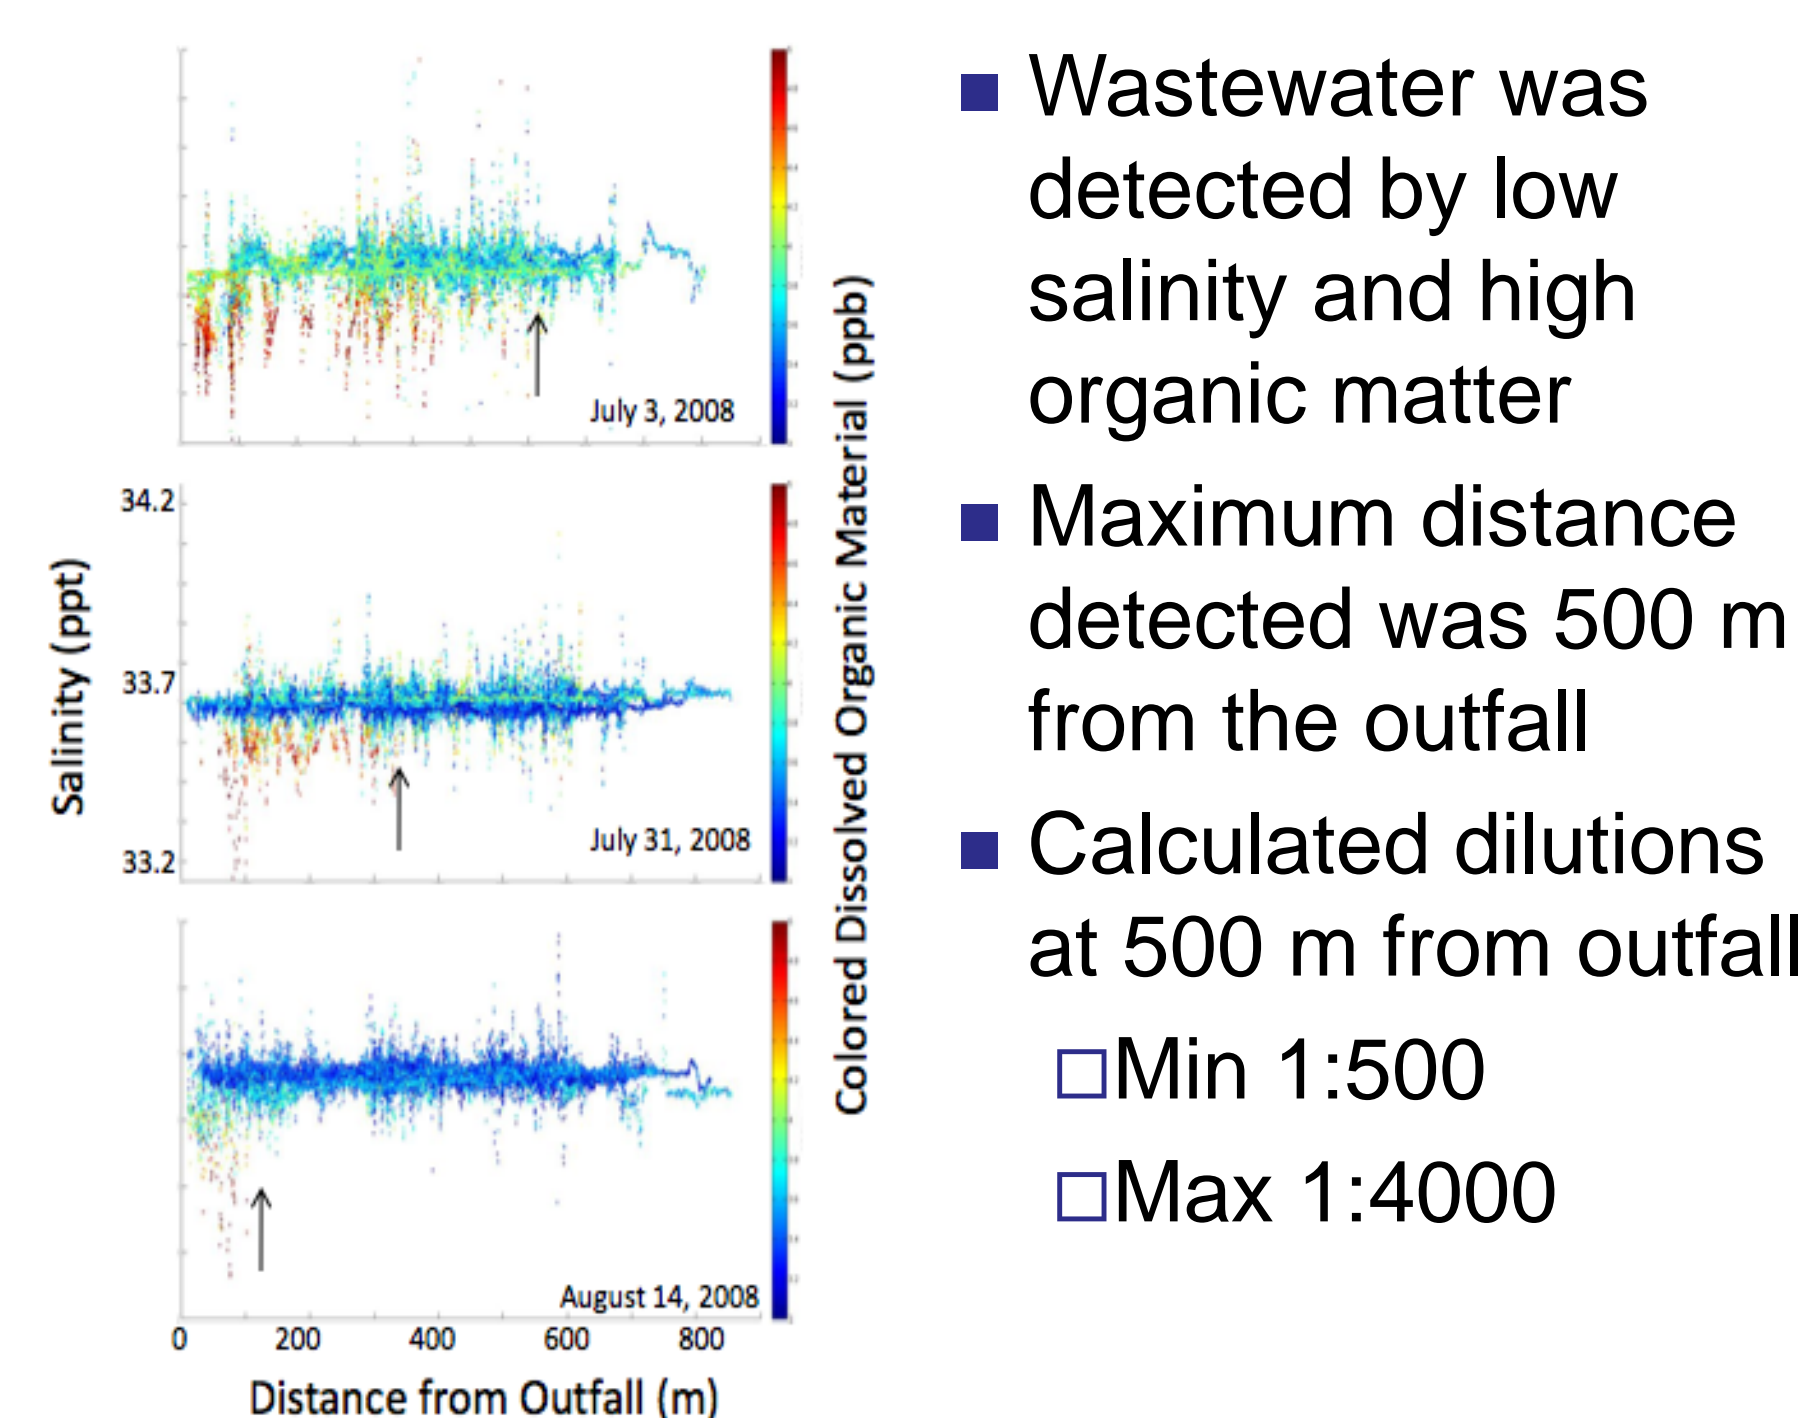 July 3, 2008
34.2
33.7
33.2
July 31, 2008
August 14, 2008
0 200 400 600 800
Distance from Outfall (m)
Salinity (ppt)
Colored Dissolved Organic Material (ppb)
Wastewater was
detected by low
salinity and high
organic matter
Maximum distance
detected was 500 m
from the outfall
Calculated dilutions
at 500 m from outfall
Min 1:500
Max 1:4000